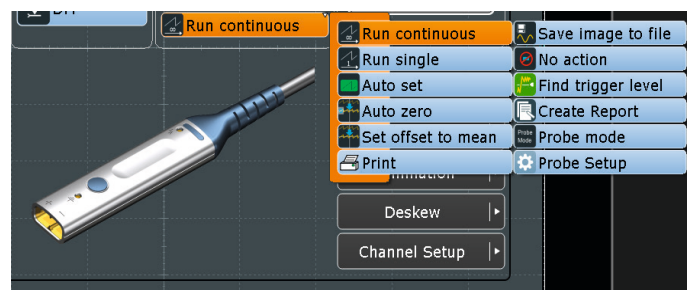 Run continuous
Run continuous
Run single
Auto set
Auto zero
Set offset to mean
Print
Save image to file
No action
Find trigger level
Create Report
Probe Mode
Probe mode
Probe Setup
Deskew
Channel Setup